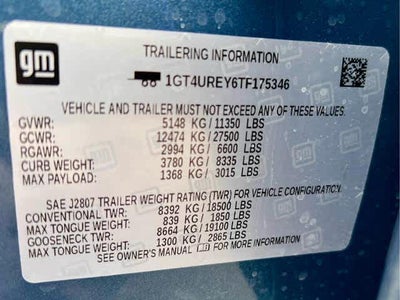 gm
TRAILERING INFORMATION
1GT4UREY6TF175346
VEHICLE AND TRAILER MUST NOT EXCEED ANY OF THESE VALUES:
GVWR: 5148 KG / 11350 LBS
GCWR: 12474 KG / 27500 LBS
RGAWR: 2994 KG / 6600 LBS
CURB WEIGHT: 3780 KG / 8335 LBS
MAX PAYLOAD: 1368 KG / 3015 LBS
SAE J2807 TRAILER WEIGHT RATING (TWR) FOR VEHICLE CONFIGURATION:
CONVENTIONAL TWR: 8392 KG / 18500 LBS
MAX TONGUE WEIGHT: 839 KG / 1850 LBS
GOOSENECK TWR: 8664 KG / 19100 LBS
MAX TONGUE WEIGHT: 1300 KG / 2865 LBS
SEE OWNER'S MANUAL FOR MORE INFORMATION